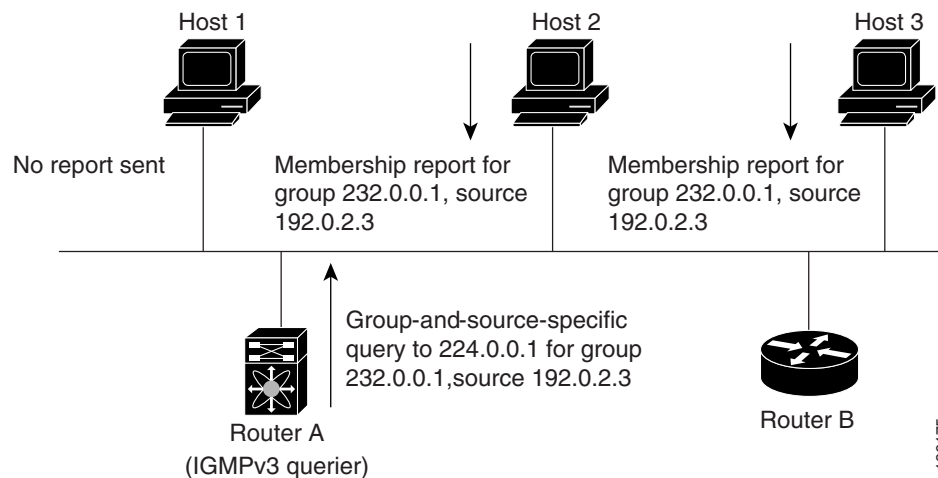 Host 1
Host 2
Host 3
No report sent
Membership report for
group 232.0.0.1, source
192.0.2.3
Membership report for
group 232.0.0.1, source
192.0.2.3
Group-and-source-specific
query to 224.0.0.1 for group
232.0.0.1,source 192.0.2.3
Router A
(IGMPv3 querier)
Router B